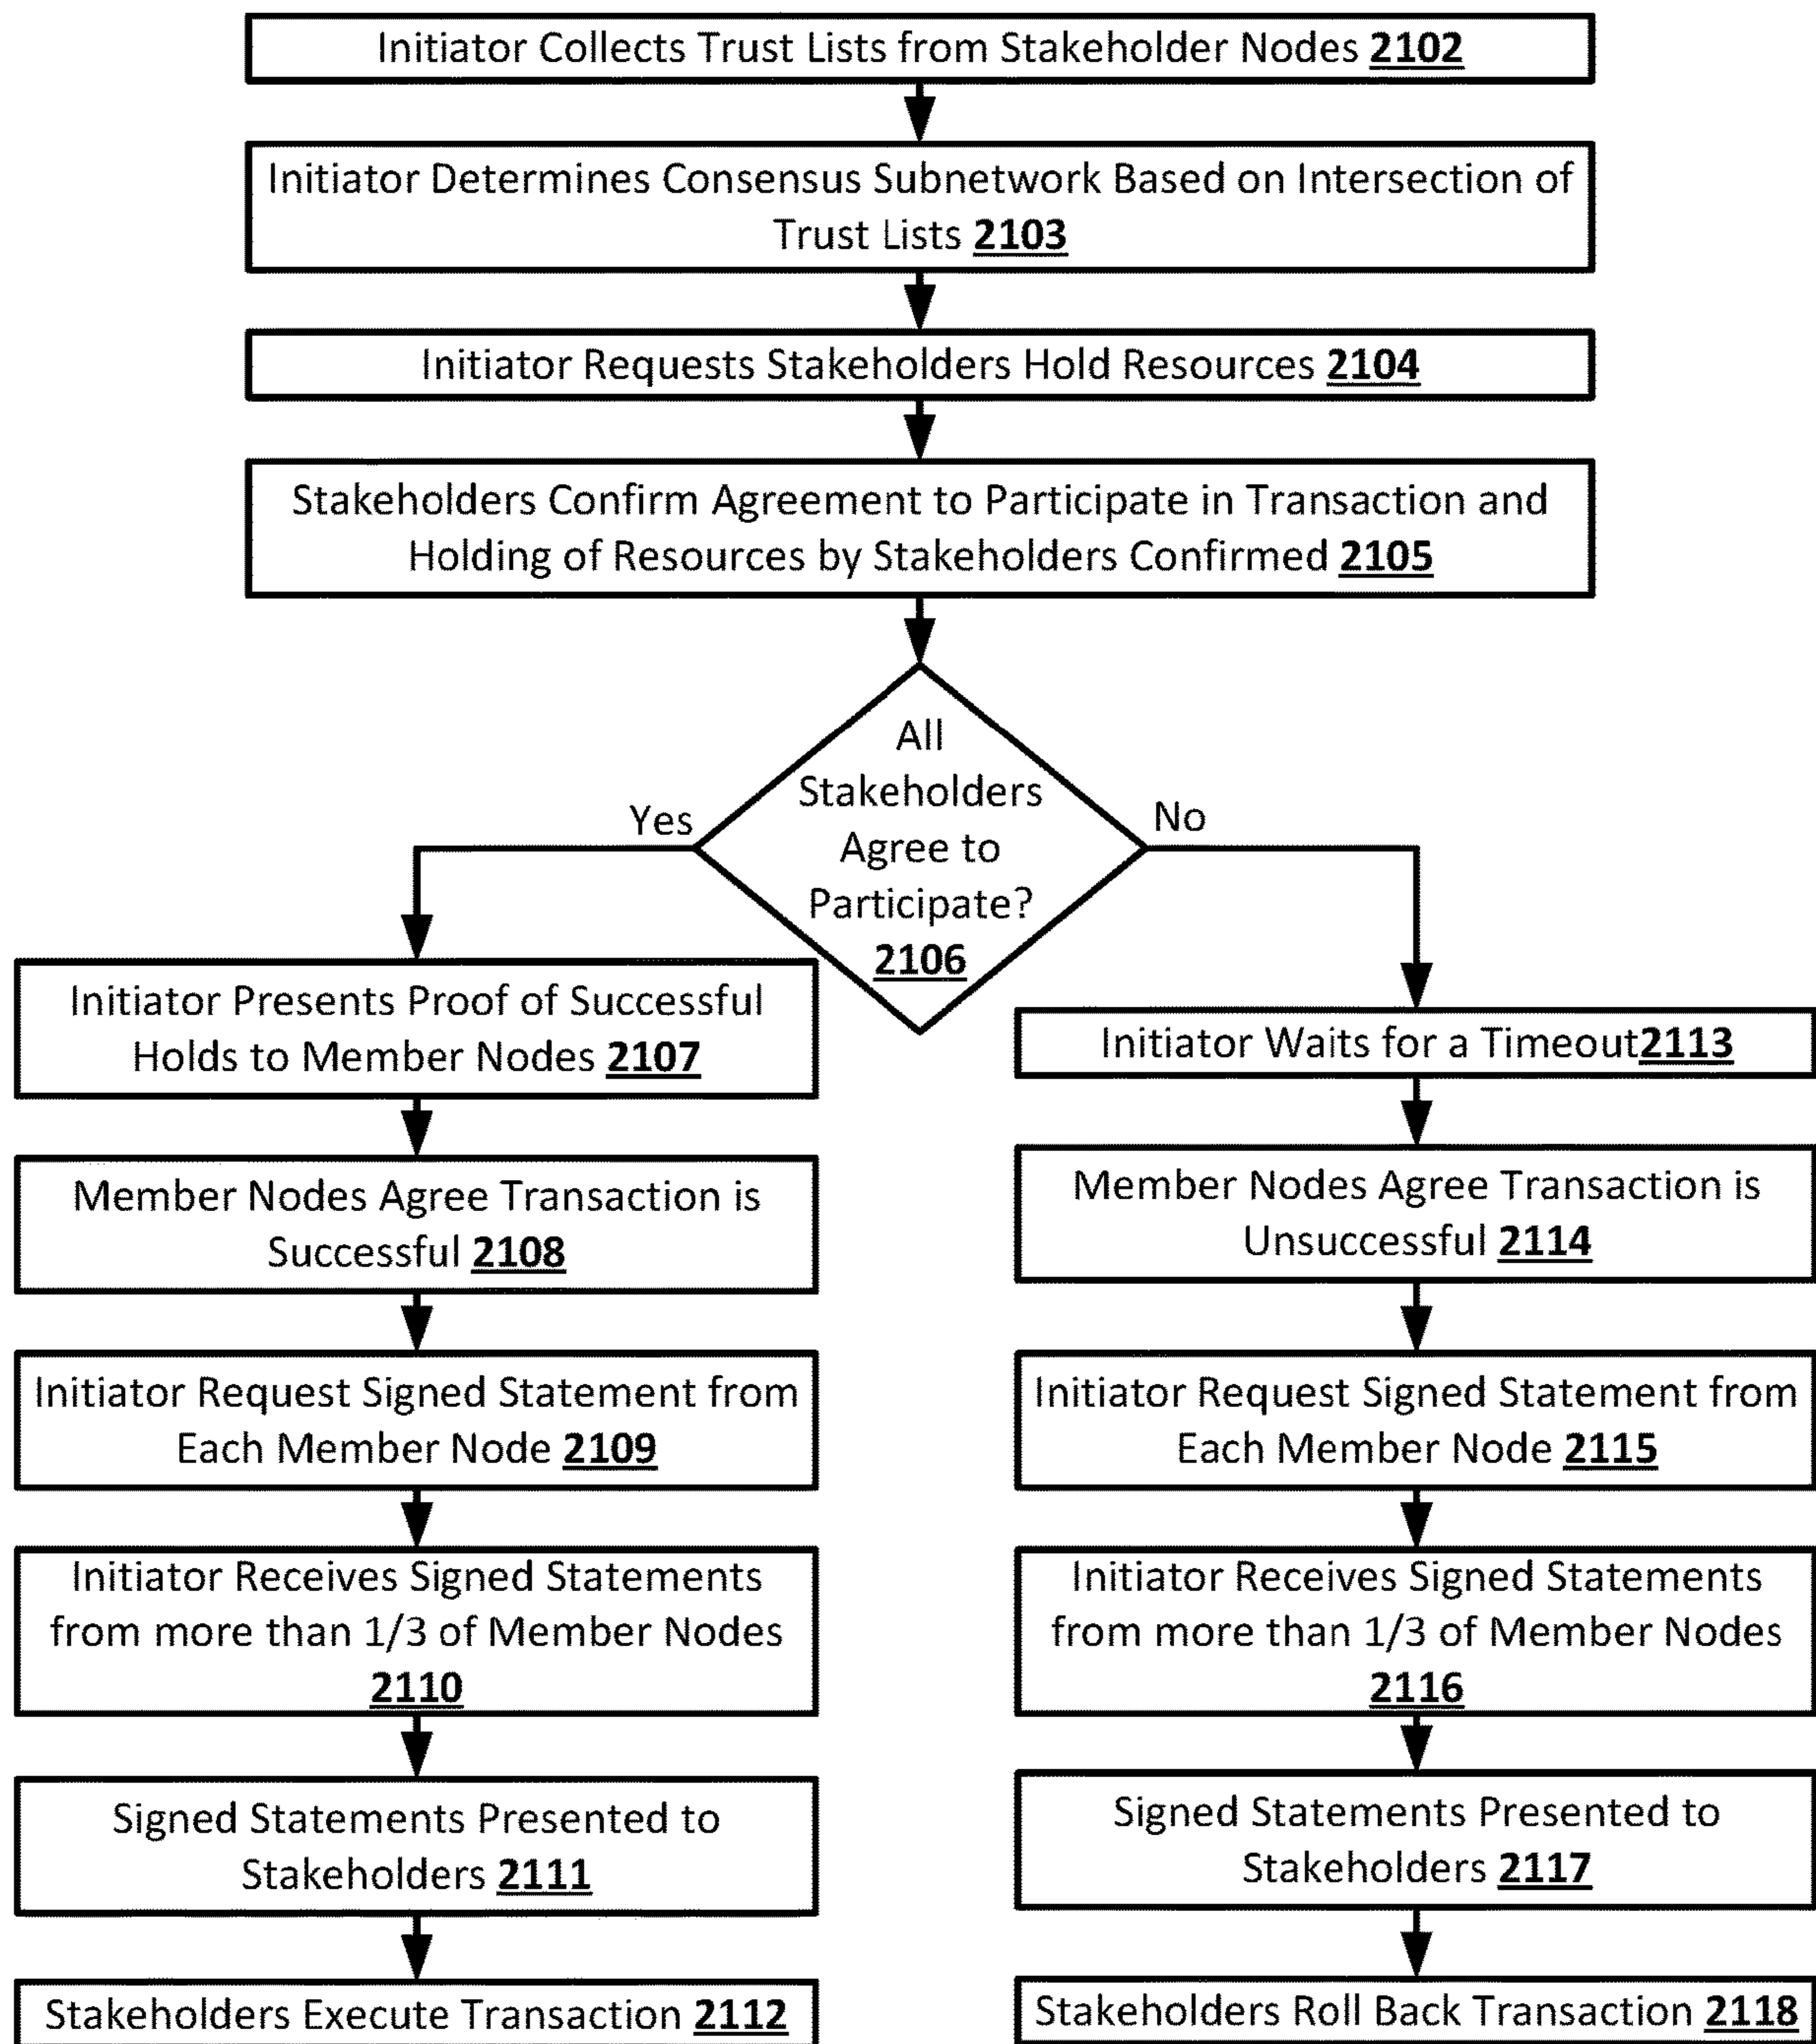 Initiator Collects Trust Lists from Stakeholder Nodes 2102
Initiator Determines Consensus Subnetwork Based on Intersection of
Trust Lists 2103
Initiator Requests Stakeholders Hold Resources 2104
Stakeholders Confirm Agreement to Participate in Transaction and
Holding of Resources by Stakeholders Confirmed 2105
All
Stakeholders
Agree to
Participate?
2106
Yes
No
Initiator Presents Proof of Successful
Holds to Member Nodes 2107
Member Nodes Agree Transaction is
Successful 2108
Initiator Request Signed Statement from
Each Member Node 2109
Initiator Receives Signed Statements
from more than 1/3 of Member Nodes
2110
Signed Statements Presented to
Stakeholders 2111
Stakeholders Execute Transaction 2112
Initiator Waits for a Timeout2113
Member Nodes Agree Transaction is
Unsuccessful 2114
Initiator Request Signed Statement from
Each Member Node 2115
Initiator Receives Signed Statements
from more than 1/3 of Member Nodes
2116
Signed Statements Presented to
Stakeholders 2117
Stakeholders Roll Back Transaction 2118